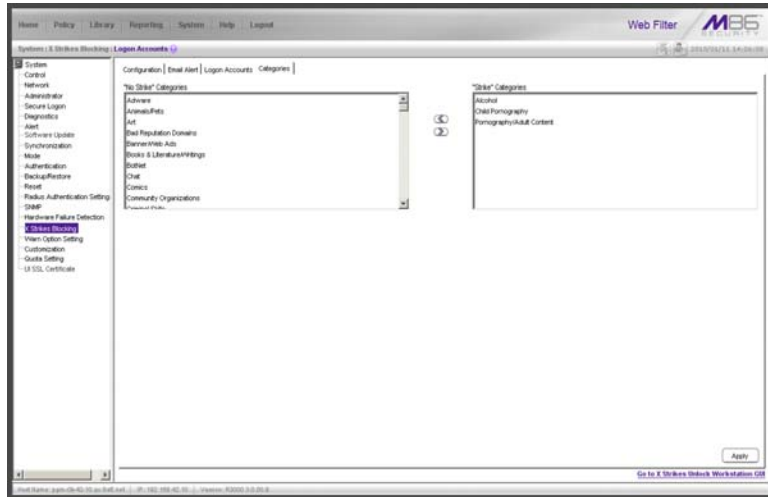 Home Policy Library Reporting System Help Logout
Web Filter
M86
SECURITY
System : X Strikes Blocking : Logon Accounts
System
Control
Network
Administrator
Secure Logon
Diagnostics
Alert
Software Update
Synchronization
Mode
Authentication
Backup/Restore
Reset
Radius Authentication Setting
SNMP
Hardware Failure Detection
X Strikes Blocking
Warn Option Setting
Customization
Quota Setting
UI SSL Certificate
Configuration Email Alert Logon Accounts Categories
"No Strike" Categories
Adware
Animals/Pets
Art
Bad Reputation Domains
Banner/Web Ads
Books & Literature/Writings
BotNet
Chat
Comics
Community Organizations
"Strike" Categories
Alcohol
Child Pornography
Pornography/Adult Content
Apply
Go to X Strikes Unlock Workstation GUI
Host Name: